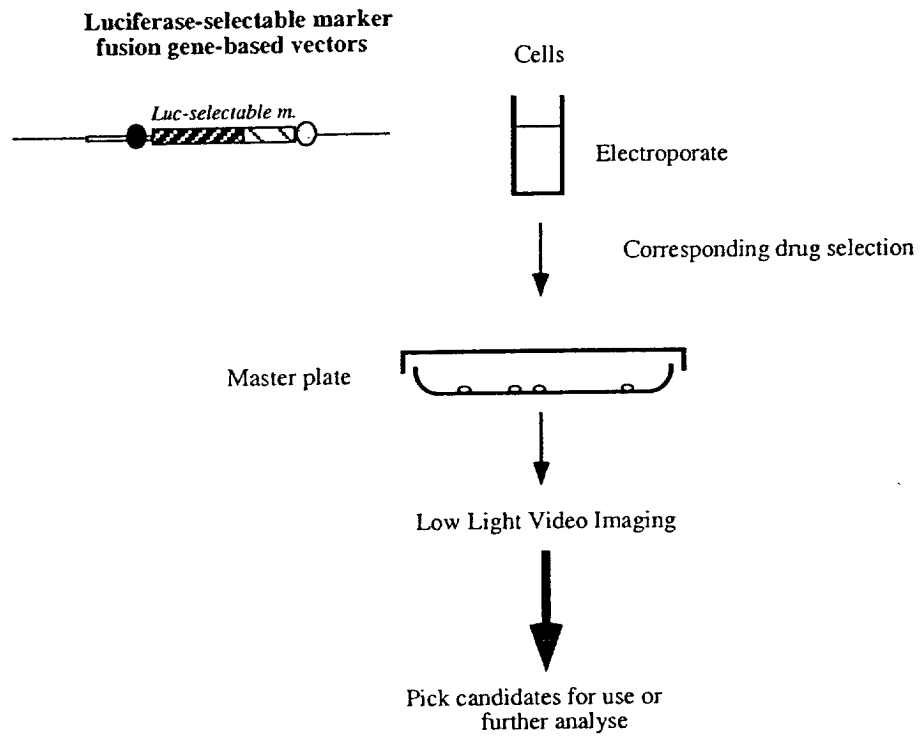 Luciferase-selectable marker
fusion gene-based vectors
Luc-selectable m.
Cells
Electroporate
Corresponding drug selection
Master plate
Low Light Video Imaging
Pick candidates for use or
further analyse